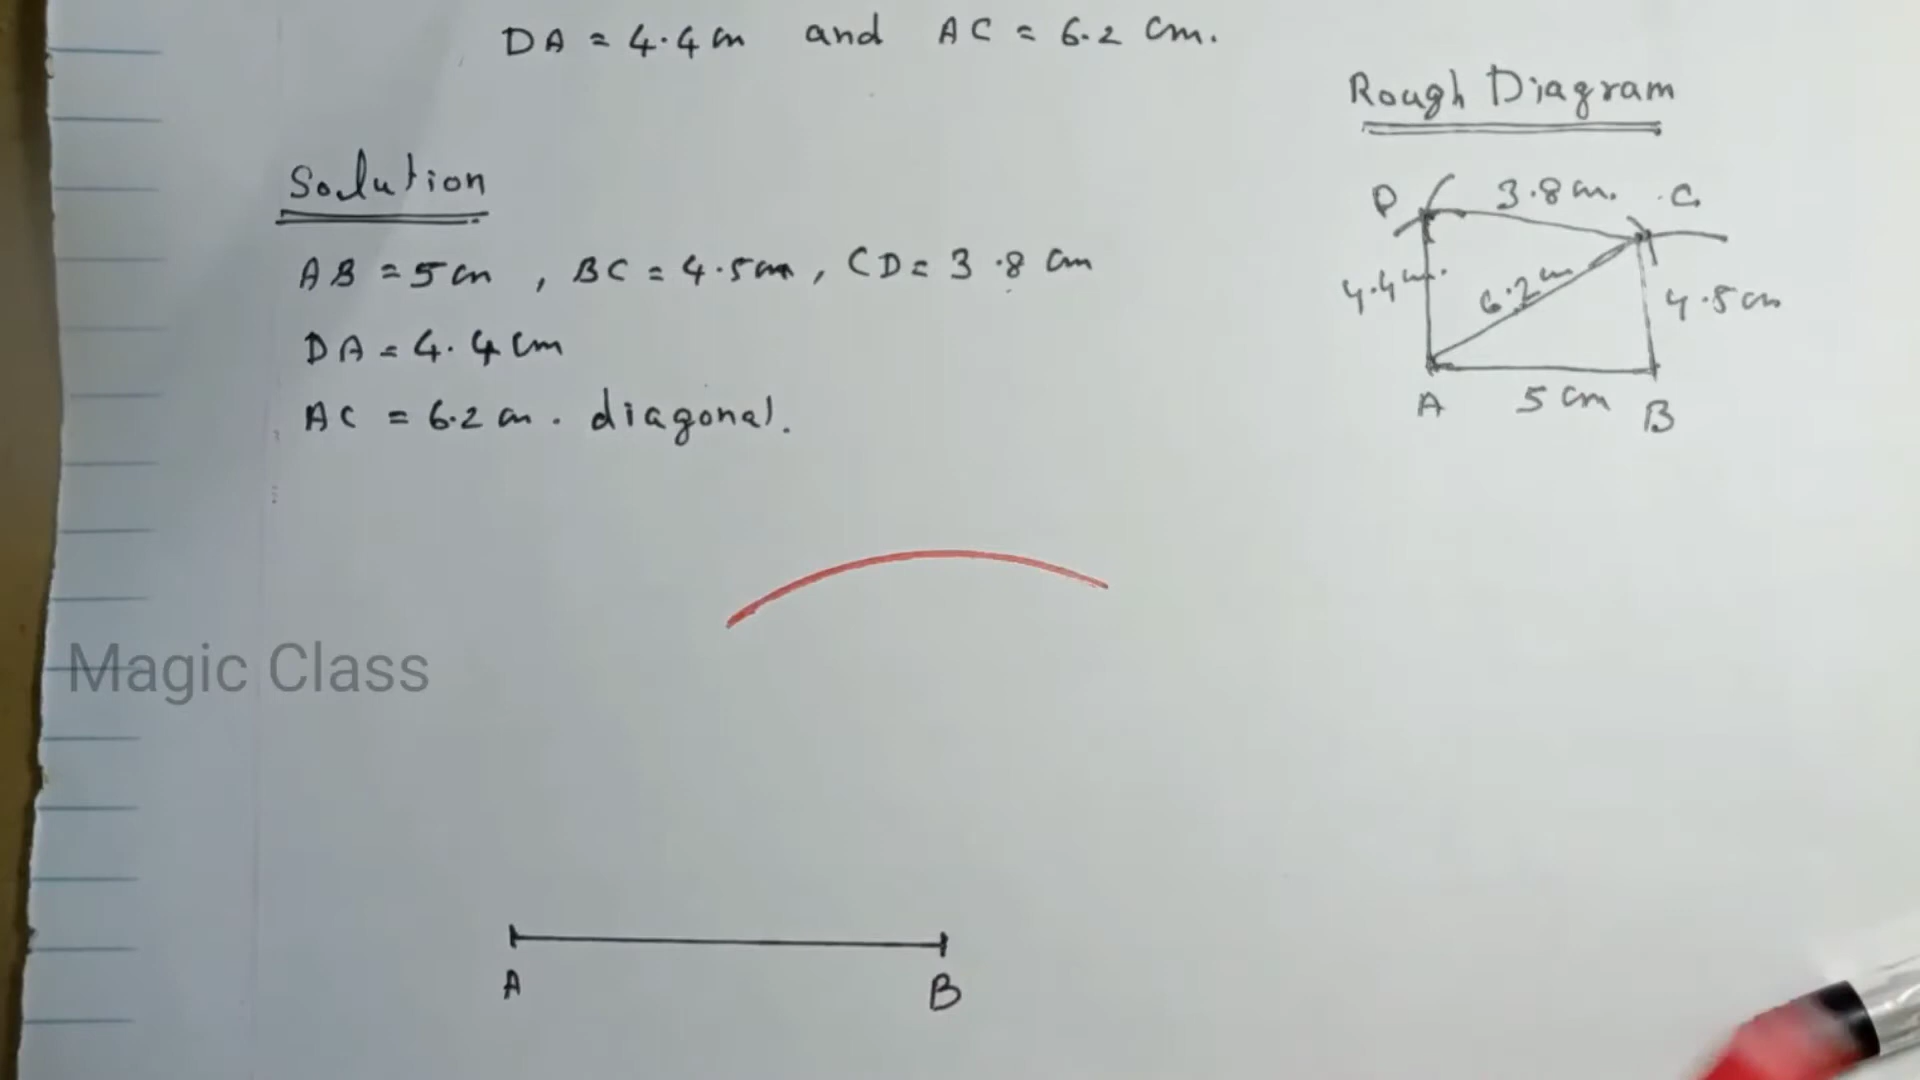 DA = 4.4 cm and AC = 6.2 cm.
Rough Diagram
Solution
D 3.8 cm. C
AB = 5 cm, BC = 4.5 cm, CD = 3.8 cm
4.4 cm. 6.2 cm 4.5 cm
DA = 4.4 cm
A 5 cm B
AC = 6.2 cm. diagonal.
Magic Class
A B